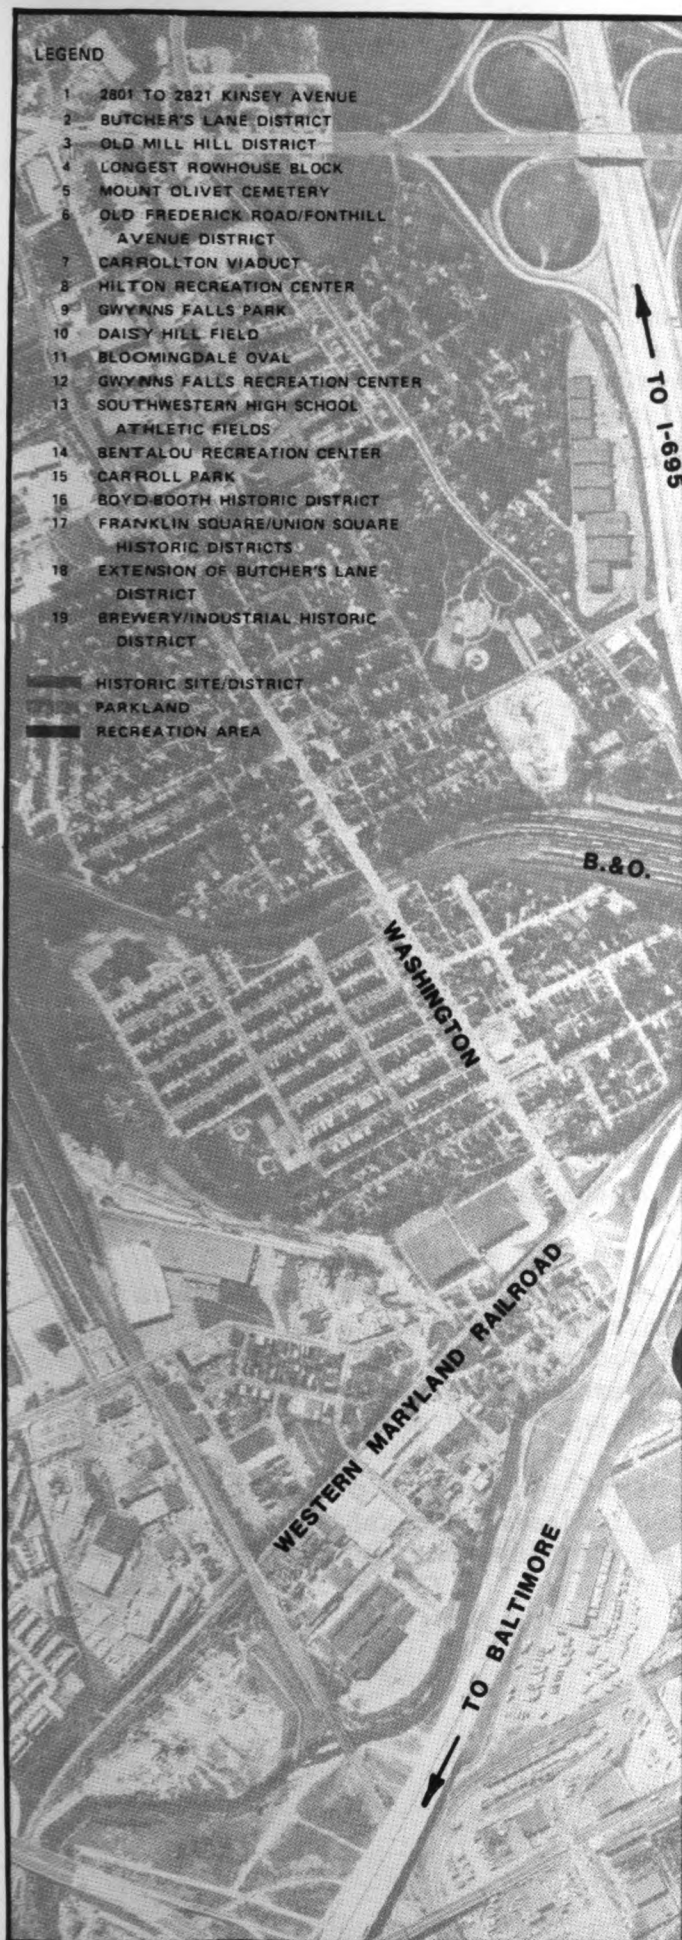 LEGEND
1 2801 TO 2821 KINSEY AVENUE
2 BUTCHER'S LANE DISTRICT
3 OLD MILL HILL DISTRICT
4 LONGEST ROWHOUSE BLOCK
5 MOUNT OLIVET CEMETERY
6 OLD FREDERICK ROAD/FONTHILL
AVENUE DISTRICT
7 CARROLLTON VIADUCT
8 HILTON RECREATION CENTER
9 GWYNNS FALLS PARK
10 DAISY HILL FIELD
11 BLOOMINGDALE OVAL
12 GWYNNS FALLS RECREATION CENTER
13 SOUTHWESTERN HIGH SCHOOL
ATHLETIC FIELDS
14 BENTALOU RECREATION CENTER
15 CARROLL PARK
16 BOYD-BOOTH HISTORIC DISTRICT
17 FRANKLIN SQUARE/UNION SQUARE
HISTORIC DISTRICTS
18 EXTENSION OF BUTCHER'S LANE
DISTRICT
19 BREWERY/INDUSTRIAL HISTORIC
DISTRICT
HISTORIC SITE/DISTRICT
PARKLAND
RECREATION AREA
TO I-695
B.&O.
WASHINGTON
WESTERN MARYLAND RAILROAD
TO BALTIMORE